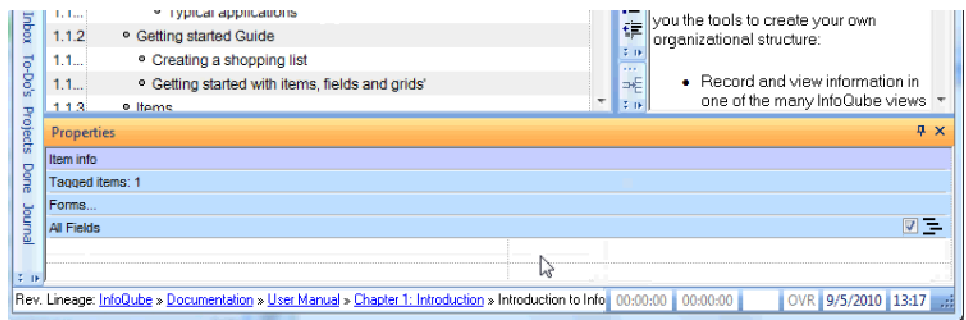 1.1... Typical applications
1.1.2 Getting started Guide
1.1... Creating a shopping list
1.1... Getting started with items, fields and grids'
1.1.3 Items
you the tools to create your own
organizational structure:
• Record and view information in
one of the many InfoQube views
Inbox To-Do's Projects Done Journal
Properties
Item info
Tagged items: 1
Forms...
All Fields
Rev. Lineage: InfoQube » Documentation » User Manual » Chapter 1: Introduction » Introduction to Info 00:00:00 00:00:00 OVR 9/5/2010 13:17